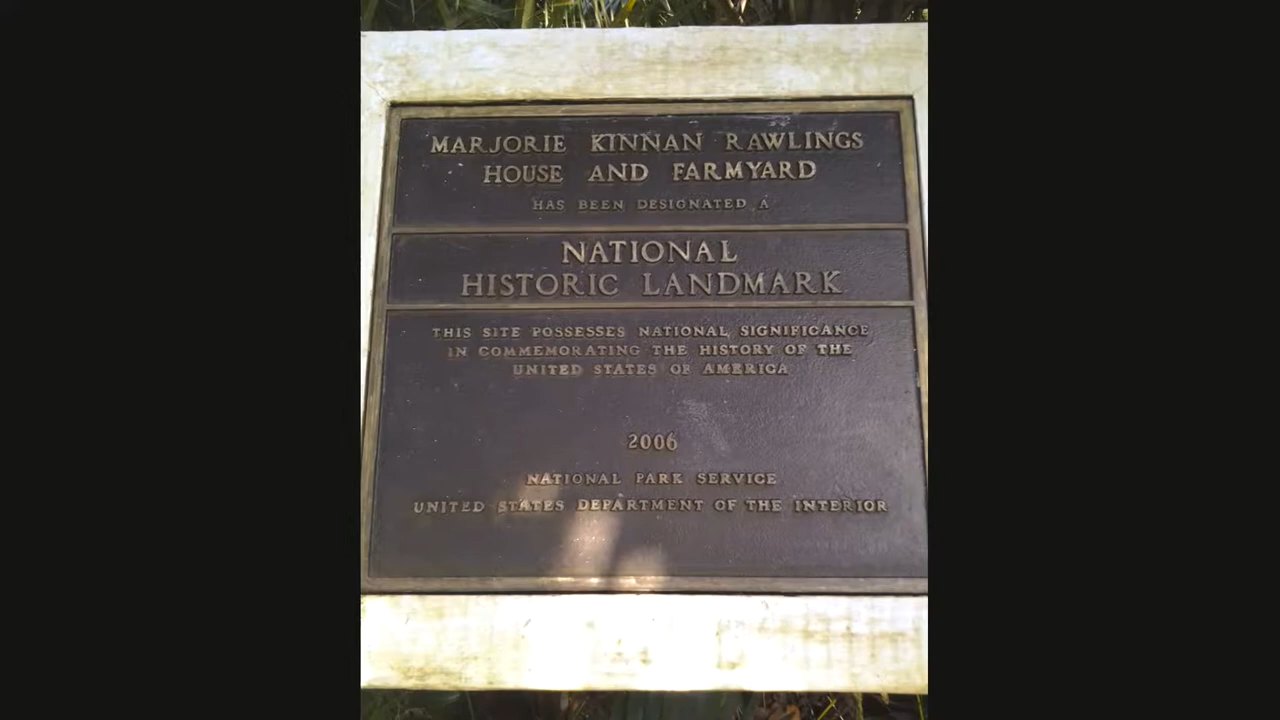 MARJORIE KINNAN RAWLINGS
HOUSE AND FARMYARD
HAS BEEN DESIGNATED A
NATIONAL
HISTORIC LANDMARK
THIS SITE POSSESSES NATIONAL SIGNIFICANCE
IN COMMEMORATING THE HISTORY OF THE
UNITED STATES OF AMERICA
2006
NATIONAL PARK SERVICE
UNITED STATES DEPARTMENT OF THE INTERIOR